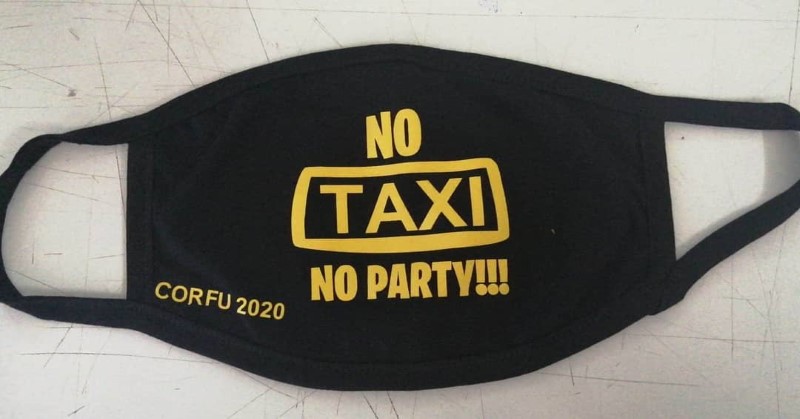 NO
TAXI
NO PARTY!!!
CORFU 2020